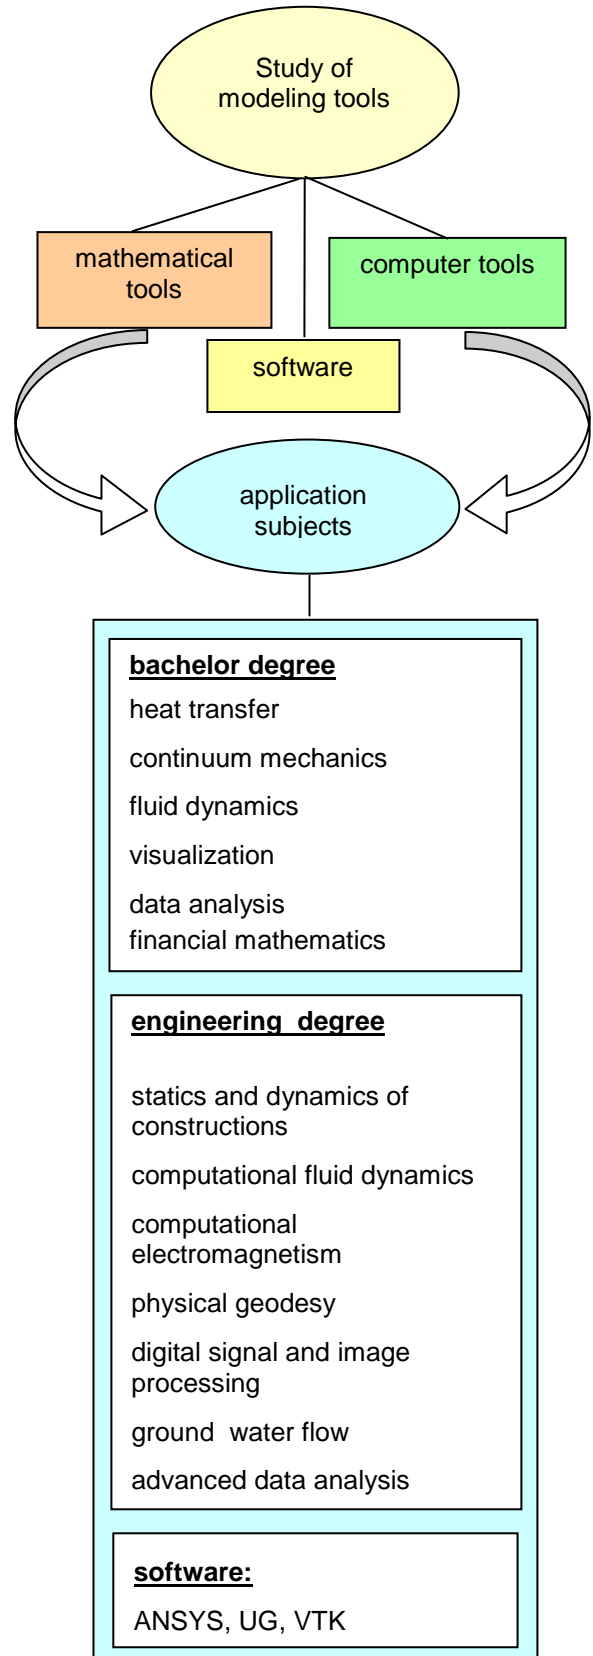 Study of
modeling tools
mathematical
tools
computer tools
software
application
subjects
bachelor degree
heat transfer
continuum mechanics
fluid dynamics
visualization
data analysis
financial mathematics
engineering  degree
statics and dynamics of
constructions
computational fluid dynamics
computational
electromagnetism
physical geodesy
digital signal and image
processing
ground  water flow
advanced data analysis
software:
ANSYS, UG, VTK